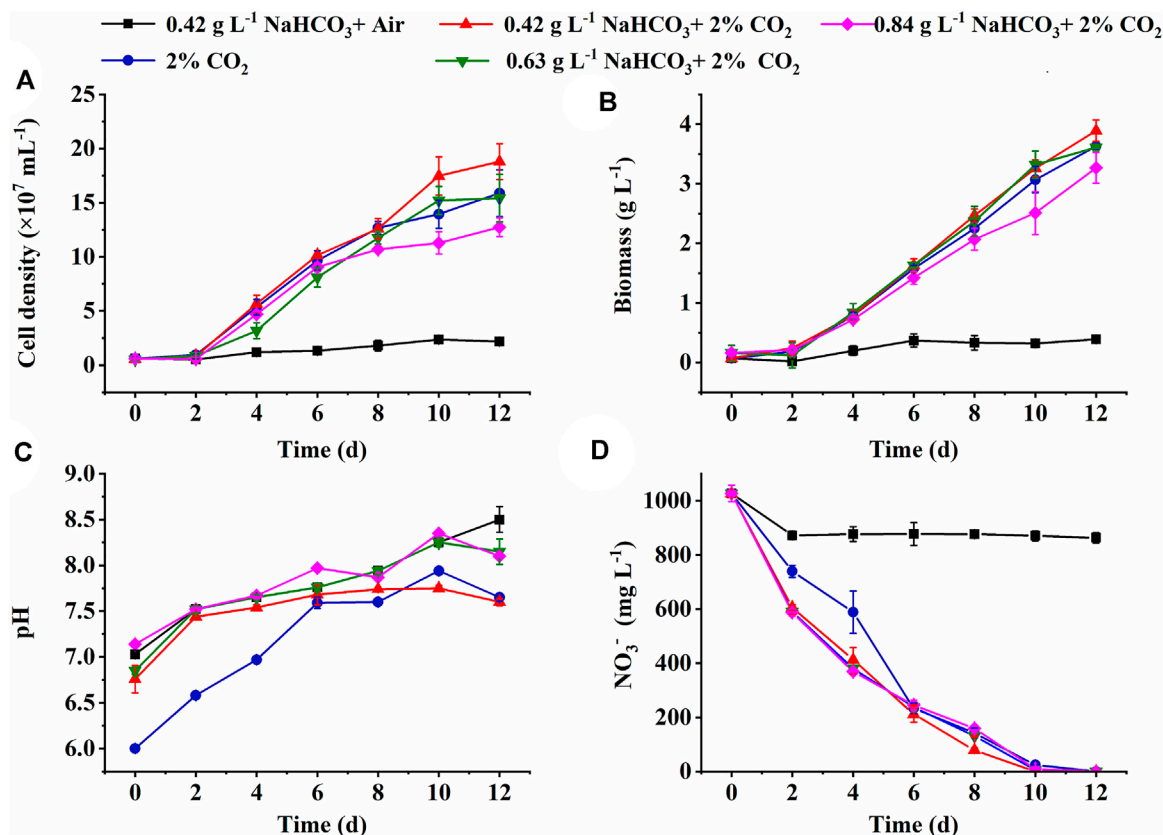 0.42 g L⁻¹ NaHCO₃+ Air 0.42 g L⁻¹ NaHCO₃+ 2% CO₂ 0.84 g L⁻¹ NaHCO₃+ 2% CO₂
2% CO₂ 0.63 g L⁻¹ NaHCO₃+ 2% CO₂
A
Cell density (×10⁷ mL⁻¹)
25
20
15
10
5
0
0 2 4 6 8 10 12
Time (d)
B
Biomass (g L⁻¹)
4
3
2
1
0
0 2 4 6 8 10 12
Time (d)
C
pH
9.0
8.5
8.0
7.5
7.0
6.5
6.0
0 2 4 6 8 10 12
Time (d)
D
NO₃⁻ (mg L⁻¹)
1000
800
600
400
200
0
0 2 4 6 8 10 12
Time (d)